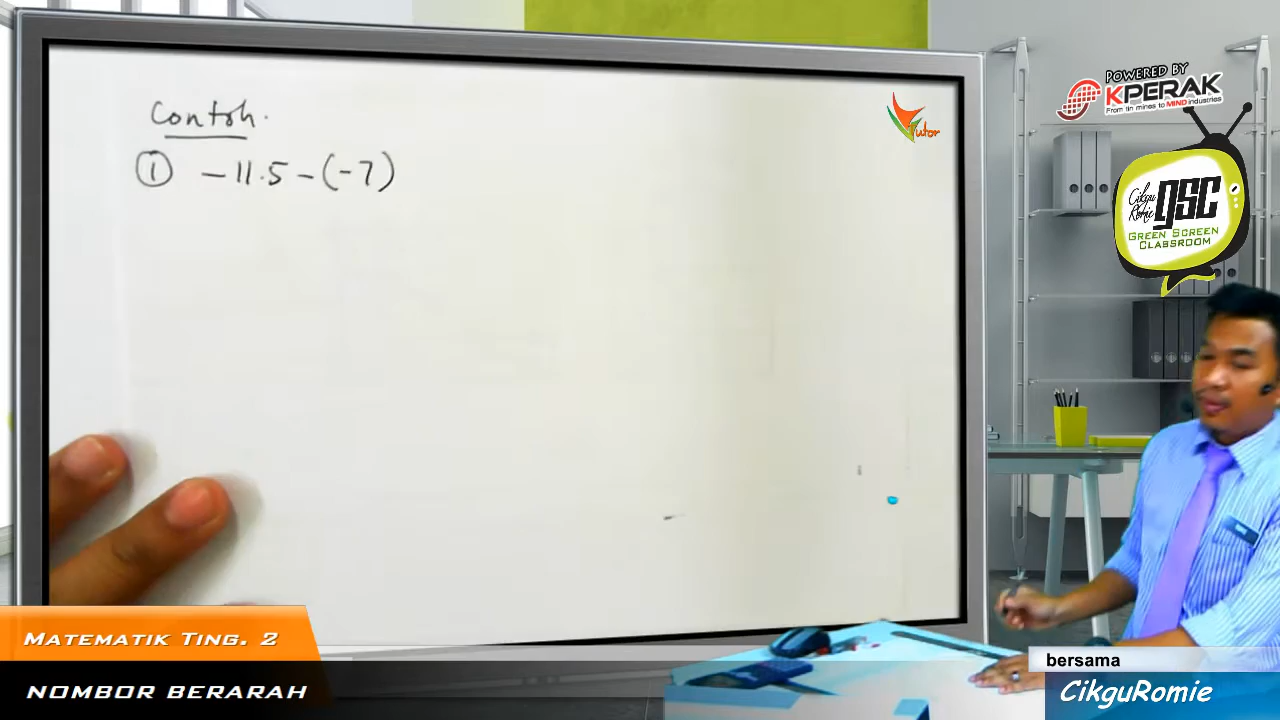 Contoh.
① -11.5 - (-7)
Tutor
POWERED BY
KPERAK
From tin mines to MIND industries
Cikgu
Romie GSC
GREEN SCREEN
CLASSROOM
MATEMATIK TING. 2
NOMBOR BERARAH
bersama
CikguRomie